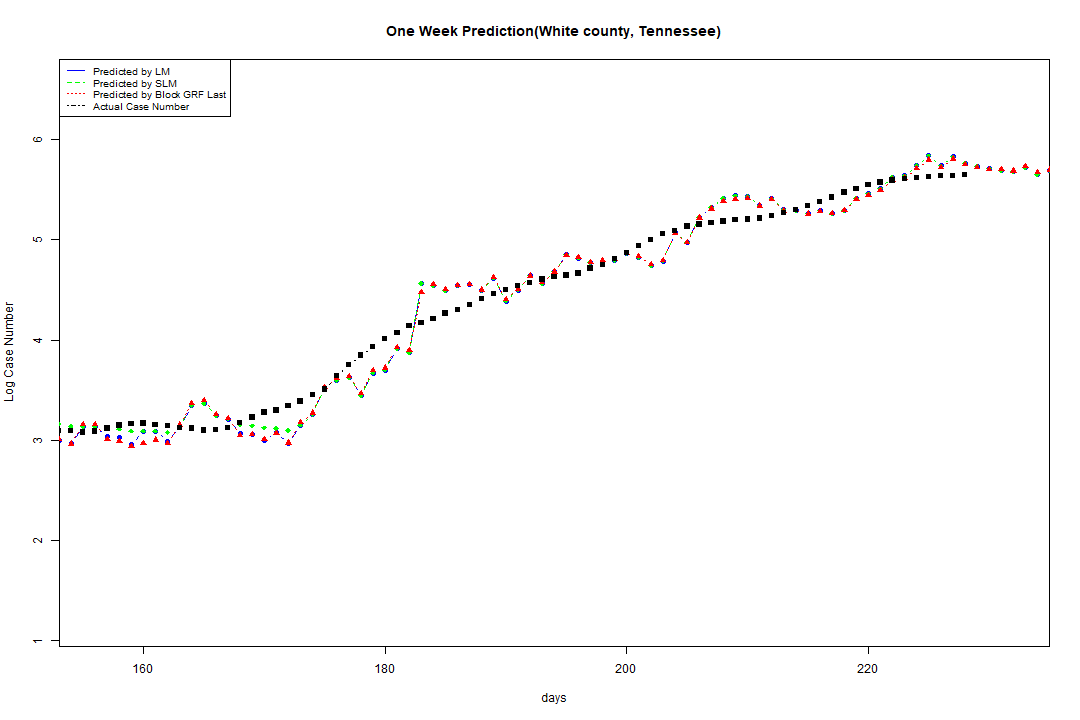 One Week Prediction(White county, Tennessee)
Predicted by LM
Predicted by SLM
Predicted by Block GRF Last
Actual Case Number
6
5
4
3
2
1
Log Case Number
160 180 200 220
days